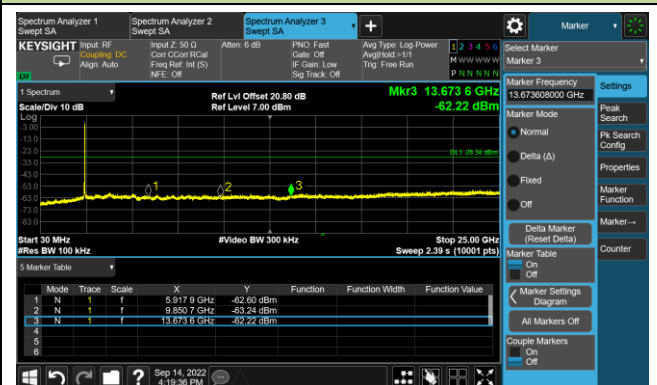 Spectrum Analyzer 1
Swept SA
Spectrum Analyzer 2
Swept SA
Spectrum Analyzer 3
Swept SA
Marker
KEYSIGHT
Input: RF
Coupling: DC
Align: Auto
Input Z: 50 Ω
Corr CCorr RCal
Freq Ref: Int (S)
NFE: Off
Atten: 6 dB
PNO: Fast
Gate: Off
IF Gain: Low
Sig Track: Off
Avg Type: Log-Power
Avg|Hold:>1/1
Trig: Free Run
1 2 3 4 5 6
M W W W W W
P N N N N N
Select Marker
Marker 3
LXI
1 Spectrum
Scale/Div 10 dB
Ref Lvl Offset 20.80 dB
Ref Level 7.00 dBm
Mkr3 13.673 6 GHz
-62.22 dBm
Log
-3.00
-13.0
-23.0
-33.0
-43.0
-53.0
-63.0
-73.0
-83.0
DL1 -28.34 dBm
1
2
3
Start 30 MHz
#Res BW 100 kHz
#Video BW 300 kHz
Stop 25.00 GHz
Sweep 2.39 s (10001 pts)
5 Marker Table
Mode Trace Scale X Y Function Function Width Function Value
1 N 1 f 5.917 9 GHz -62.60 dBm
2 N 1 f 9.850 7 GHz -63.24 dBm
3 N 1 f 13.673 6 GHz -62.22 dBm
4
5
6
Marker Frequency
13.673608000 GHz
Marker Mode
Normal
Delta (Δ)
Fixed
Off
Delta Marker
(Reset Delta)
Marker Table
On
Off
Marker Settings
Diagram
All Markers Off
Couple Markers
On
Off
Settings
Peak
Search
Pk Search
Config
Properties
Marker
Function
Marker→
Counter
?
Sep 14, 2022
4:19:36 PM